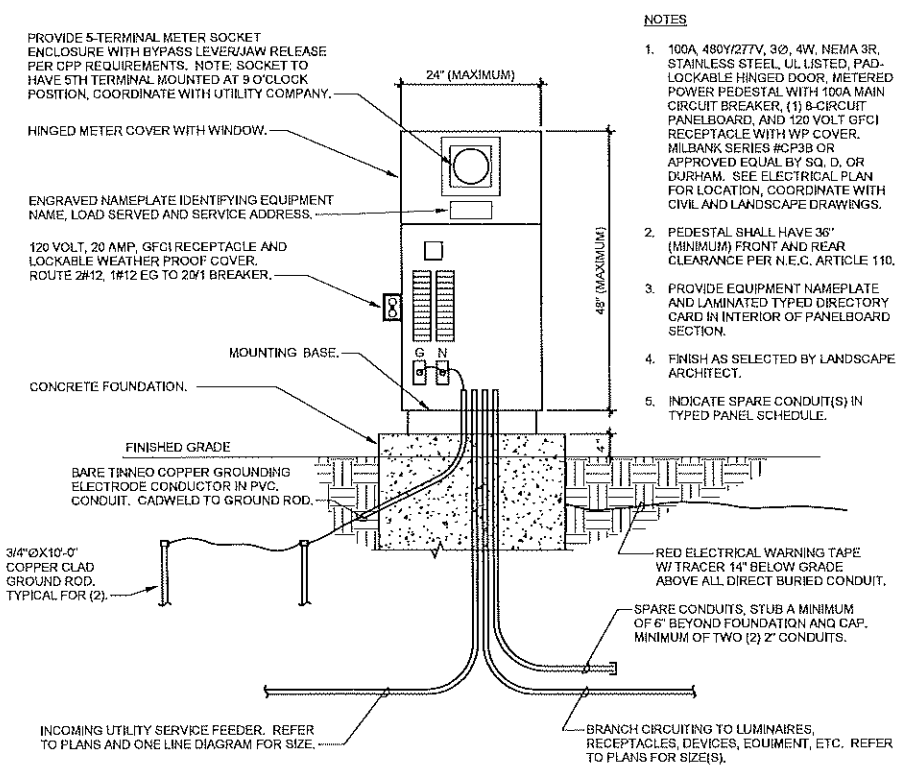 PROVIDE 5-TERMINAL METER SOCKET
ENCLOSURE WITH BYPASS LEVER/JAW RELEASE
PER CPP REQUIREMENTS. NOTE: SOCKET TO
HAVE 5TH TERMINAL MOUNTED AT 9 O'CLOCK
POSITION, COORDINATE WITH UTILITY COMPANY.
HINGED METER COVER WITH WINDOW.
ENGRAVED NAMEPLATE IDENTIFYING EQUIPMENT
NAME, LOAD SERVED AND SERVICE ADDRESS.
120 VOLT, 20 AMP, GFCI RECEPTACLE AND
LOCKABLE WEATHER PROOF COVER.
ROUTE 2#12, 1#12 EG TO 20/1 BREAKER.
MOUNTING BASE.
CONCRETE FOUNDATION.
FINISHED GRADE
BARE TINNED COPPER GROUNDING
ELECTRODE CONDUCTOR IN PVC.
CONDUIT. CADWELD TO GROUND ROD.
3/4"ØX10'-0"
COPPER CLAD
GROUND ROD.
TYPICAL FOR (2).
INCOMING UTILITY SERVICE FEEDER. REFER
TO PLANS AND ONE LINE DIAGRAM FOR SIZE.
24" (MAXIMUM)
48" (MAXIMUM)
G N
4"
NOTES
1. 100A, 480Y/277V, 3Ø, 4W, NEMA 3R,
STAINLESS STEEL, UL LISTED, PAD-
LOCKABLE HINGED DOOR, METERED
POWER PEDESTAL WITH 100A MAIN
CIRCUIT BREAKER, (1) 8-CIRCUIT
PANELBOARD, AND 120 VOLT GFCI
RECEPTACLE WITH WP COVER.
MILBANK SERIES #CP3B OR
APPROVED EQUAL BY SQ. D. OR
DURHAM. SEE ELECTRICAL PLAN
FOR LOCATION, COORDINATE WITH
CIVIL AND LANDSCAPE DRAWINGS.
2. PEDESTAL SHALL HAVE 36"
(MINIMUM) FRONT AND REAR
CLEARANCE PER N.E.C. ARTICLE 110.
3. PROVIDE EQUIPMENT NAMEPLATE
AND LAMINATED TYPED DIRECTORY
CARD IN INTERIOR OF PANELBOARD
SECTION.
4. FINISH AS SELECTED BY LANDSCAPE
ARCHITECT.
5. INDICATE SPARE CONDUIT(S) IN
TYPED PANEL SCHEDULE.
RED ELECTRICAL WARNING TAPE
W/ TRACER 14" BELOW GRADE
ABOVE ALL DIRECT BURIED CONDUIT.
SPARE CONDUITS, STUB A MINIMUM
OF 6" BEYOND FOUNDATION AND CAP.
MINIMUM OF TWO (2) 2" CONDUITS.
BRANCH CIRCUITING TO LUMINAIRES,
RECEPTACLES, DEVICES, EQUIMENT, ETC. REFER
TO PLANS FOR SIZE(S).